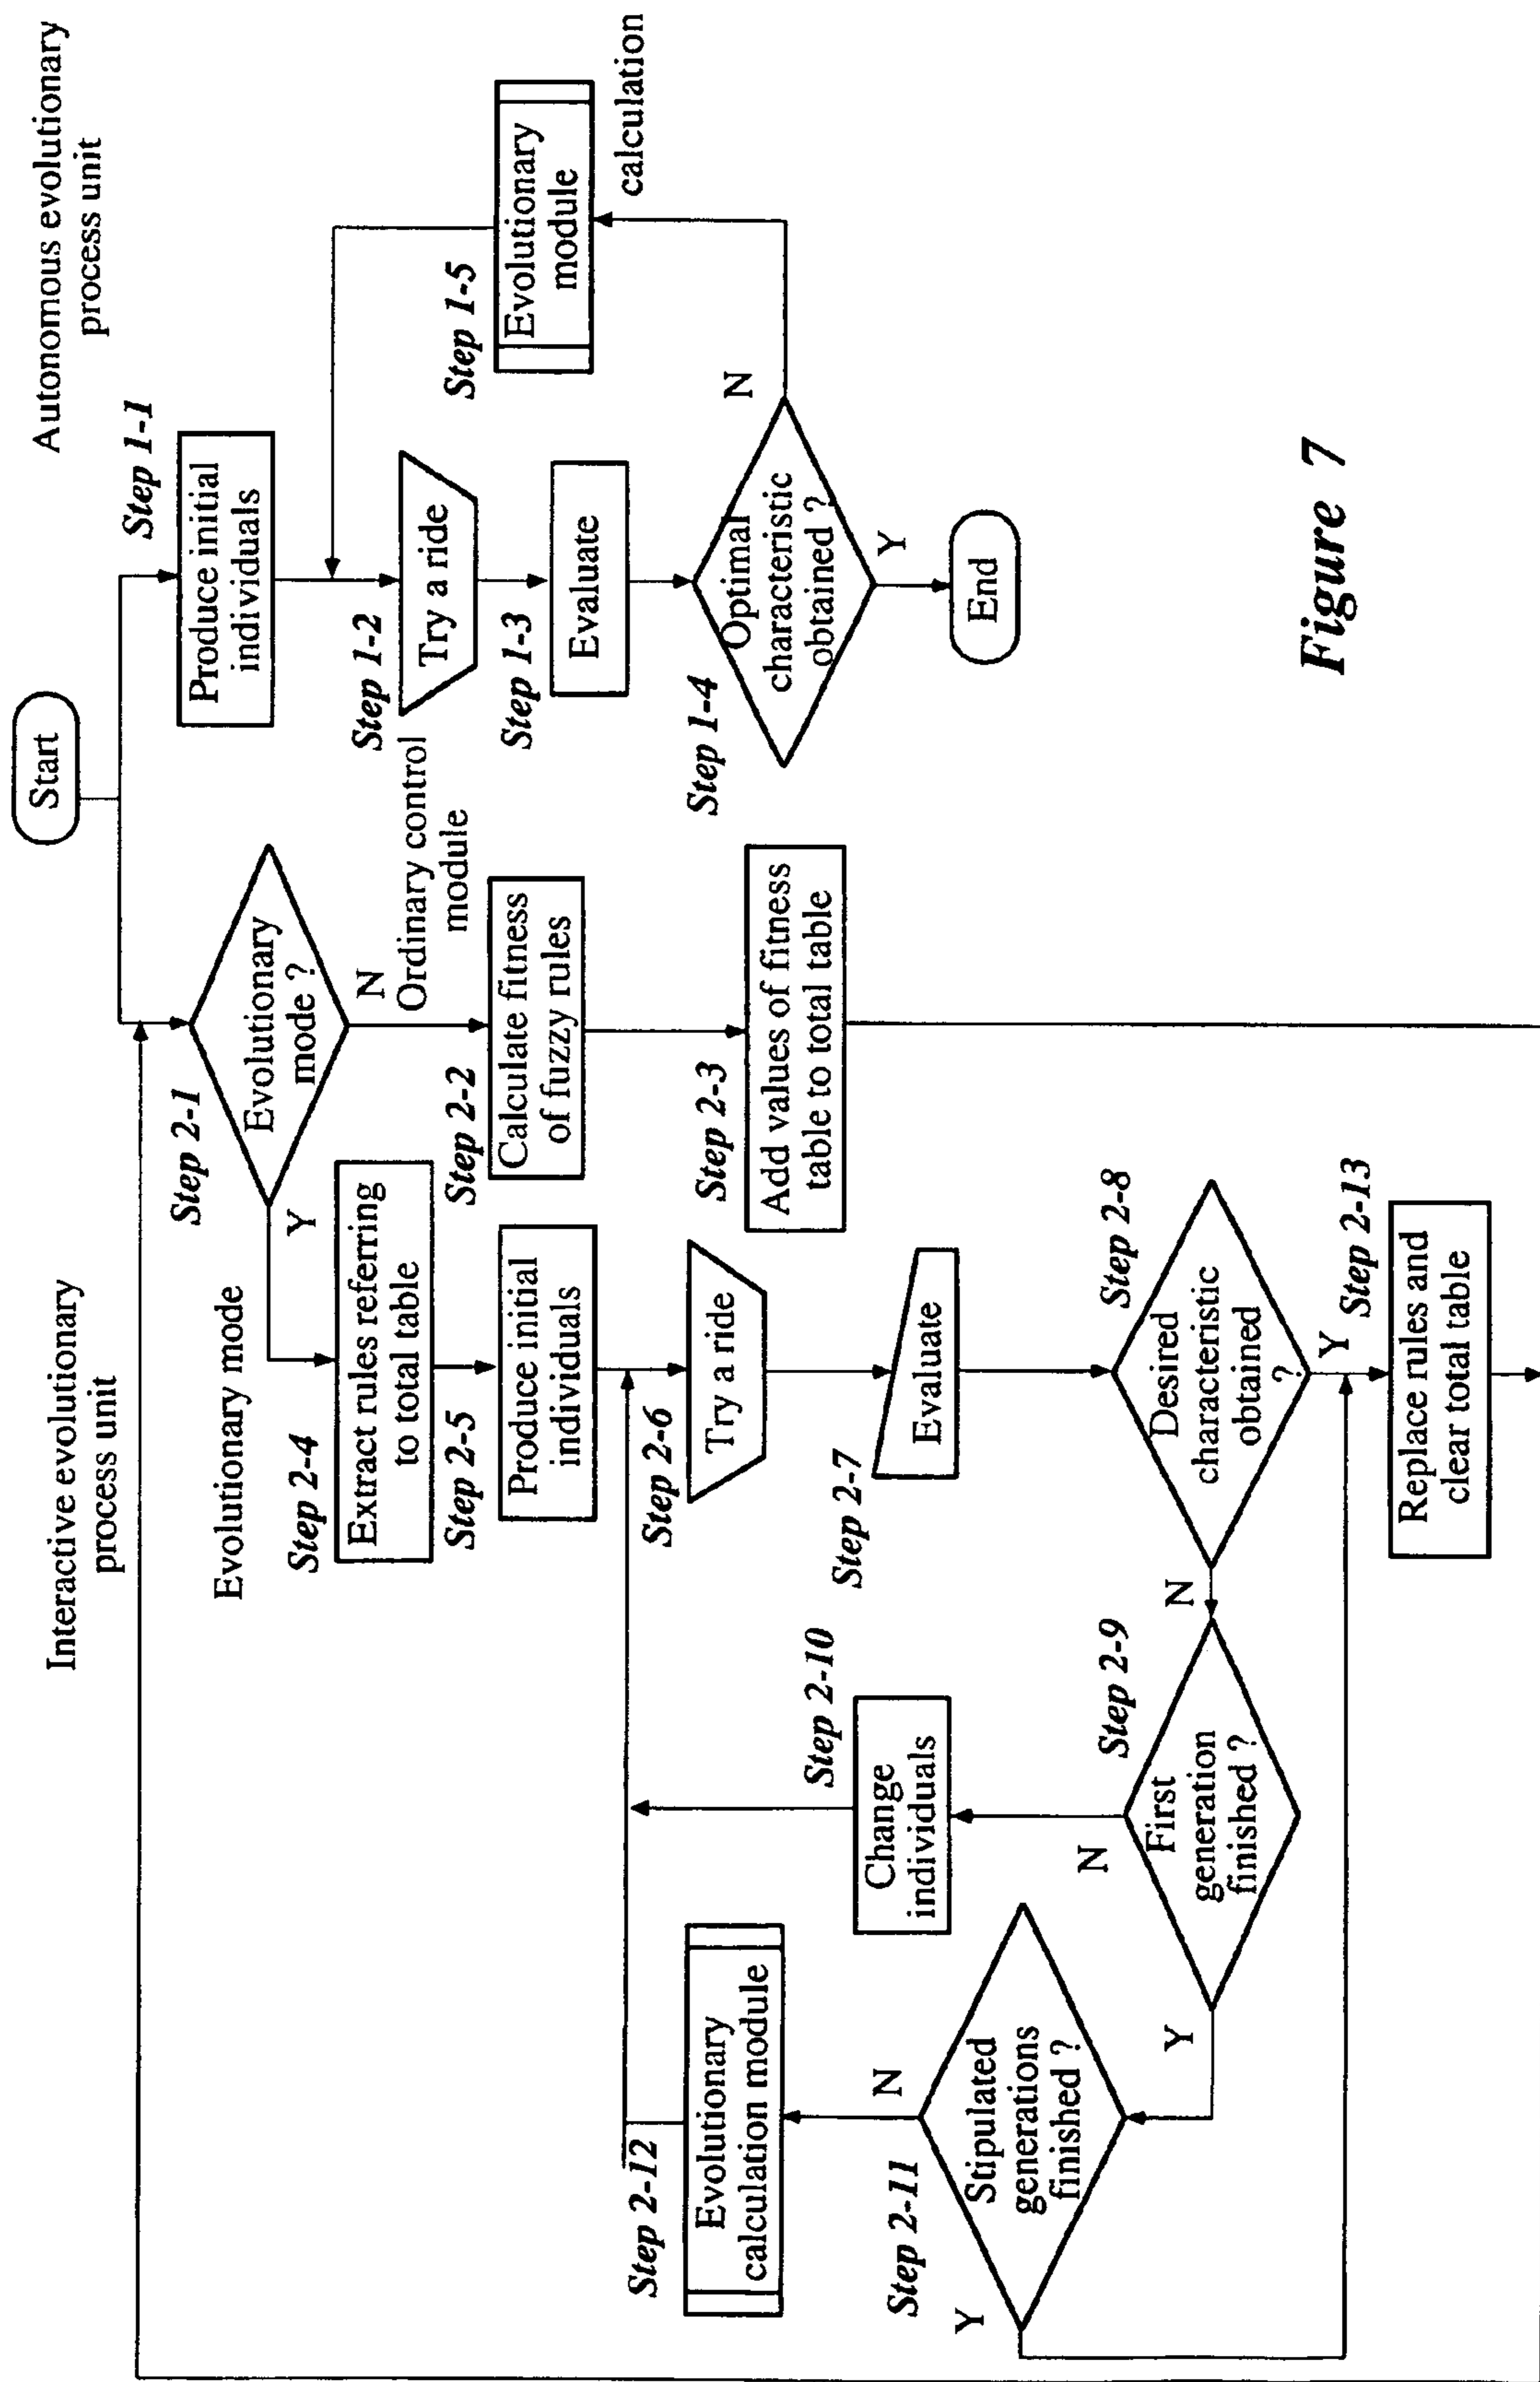 Start
Interactive evolutionary
process unit
Autonomous evolutionary
process unit
Step 1-1
Produce initial
individuals
Step 1-2
Try a ride
Step 1-3
Evaluate
Step 1-4
Optimal
characteristic
obtained ?
N
Y
End
Step 1-5
Evolutionary
module
calculation
Step 2-1
Evolutionary
mode ?
Y
N
Ordinary control
module
Step 2-2
Calculate fitness
of fuzzy rules
Step 2-3
Add values of fitness
table to total table
Evolutionary mode
Step 2-4
Extract rules referring
to total table
Step 2-5
Produce initial
individuals
Step 2-6
Try a ride
Step 2-7
Evaluate
Step 2-8
Desired
characteristic
obtained
?
N
Y
Step 2-9
First
generation
finished ?
N
Y
Step 2-10
Change
individuals
Step 2-11
Stipulated
generations
finished ?
N
Y
Step 2-12
Evolutionary
calculation module
Step 2-13
Replace rules and
clear total table
Figure 7